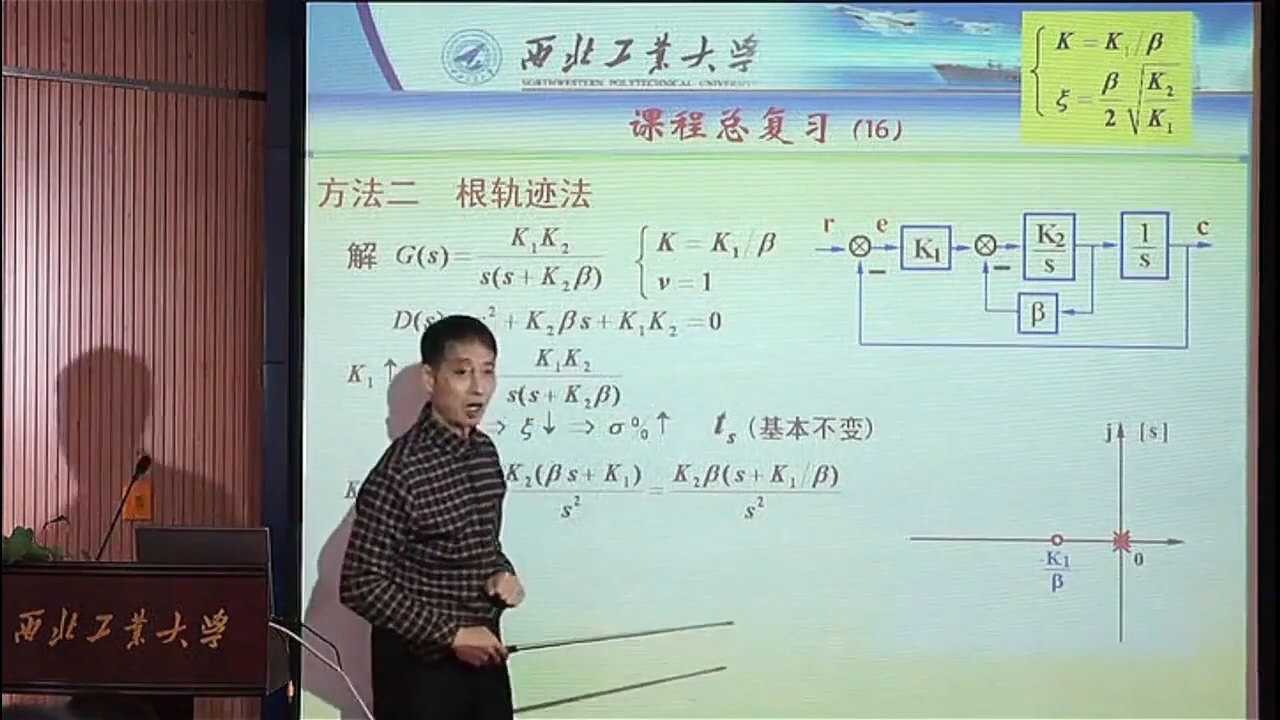 西北工业大学
NORTHWESTERN POLYTECHNICAL UNIVERSITY
K = K₁/β
ξ = β/2 √(K₂/K₁)
课程总复习 (16)
方法二 根轨迹法
解 G(s) = K₁K₂ / s(s + K₂β)
K = K₁/β
v = 1
r e K₁ K₂/s 1/s c
− −
β
² + K₂βs + K₁K₂ = 0
K₁ ↑ K₁K₂ / s(s + K₂β)
ξ↓ ⇒ σ%↑ tₛ (基本不变)
K₂(βs + K₁) / s² = K₂β(s + K₁/β) / s²
j [s]
-K₁/β 0
西北工业大学